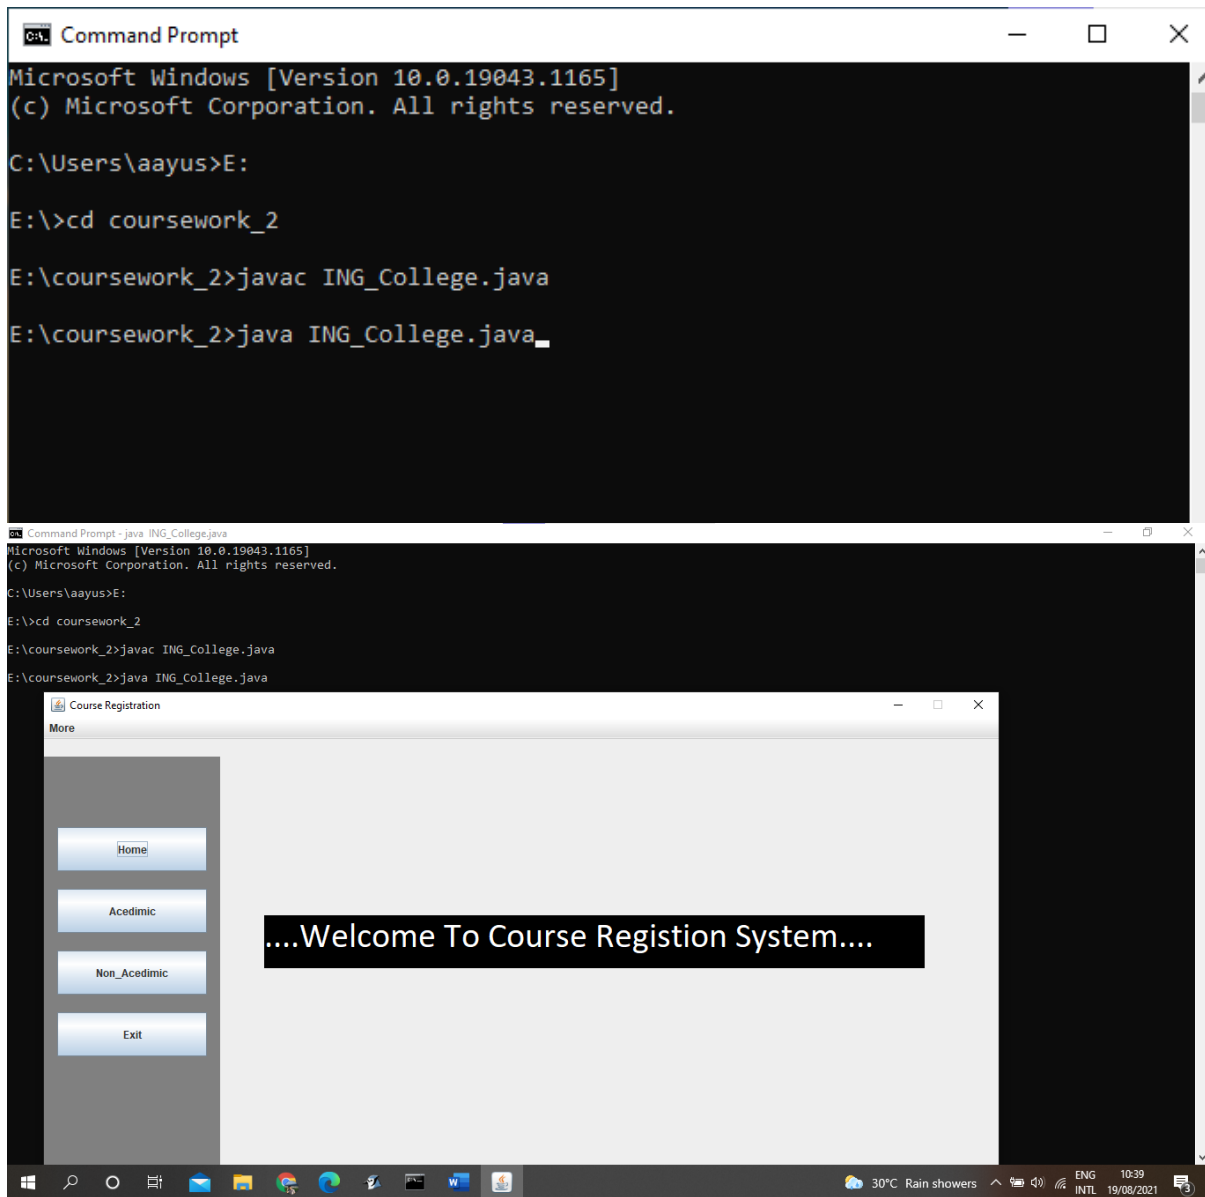 Command Prompt
Microsoft Windows [Version 10.0.19043.1165]
(c) Microsoft Corporation. All rights reserved.
C:\Users\aayus>E:
E:\>cd coursework_2
E:\coursework_2>javac ING_College.java
E:\coursework_2>java ING_College.java
Command Prompt - java ING_College.java
Microsoft Windows [Version 10.0.19043.1165]
(c) Microsoft Corporation. All rights reserved.
C:\Users\aayus>E:
E:\>cd coursework_2
E:\coursework_2>javac ING_College.java
E:\coursework_2>java ING_College.java
Course Registration
More
Home
Acedimic
....Welcome To Course Registion System....
Non_Acedimic
Exit
30°C Rain showers
ENG
INTL
10:39
19/08/2021
3